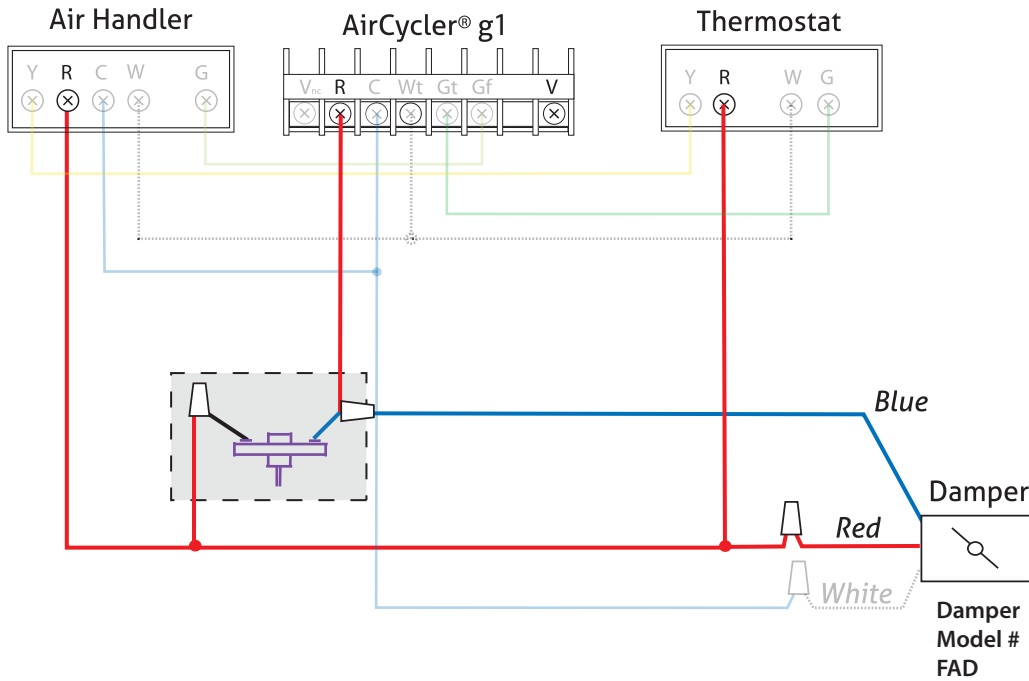 Air Handler
AirCycler® g1
Thermostat
Y R C W G
Vnc R C Wt Gt Gf V
Y R W G
Blue
Damper
Red
White
Damper
Model #
FAD